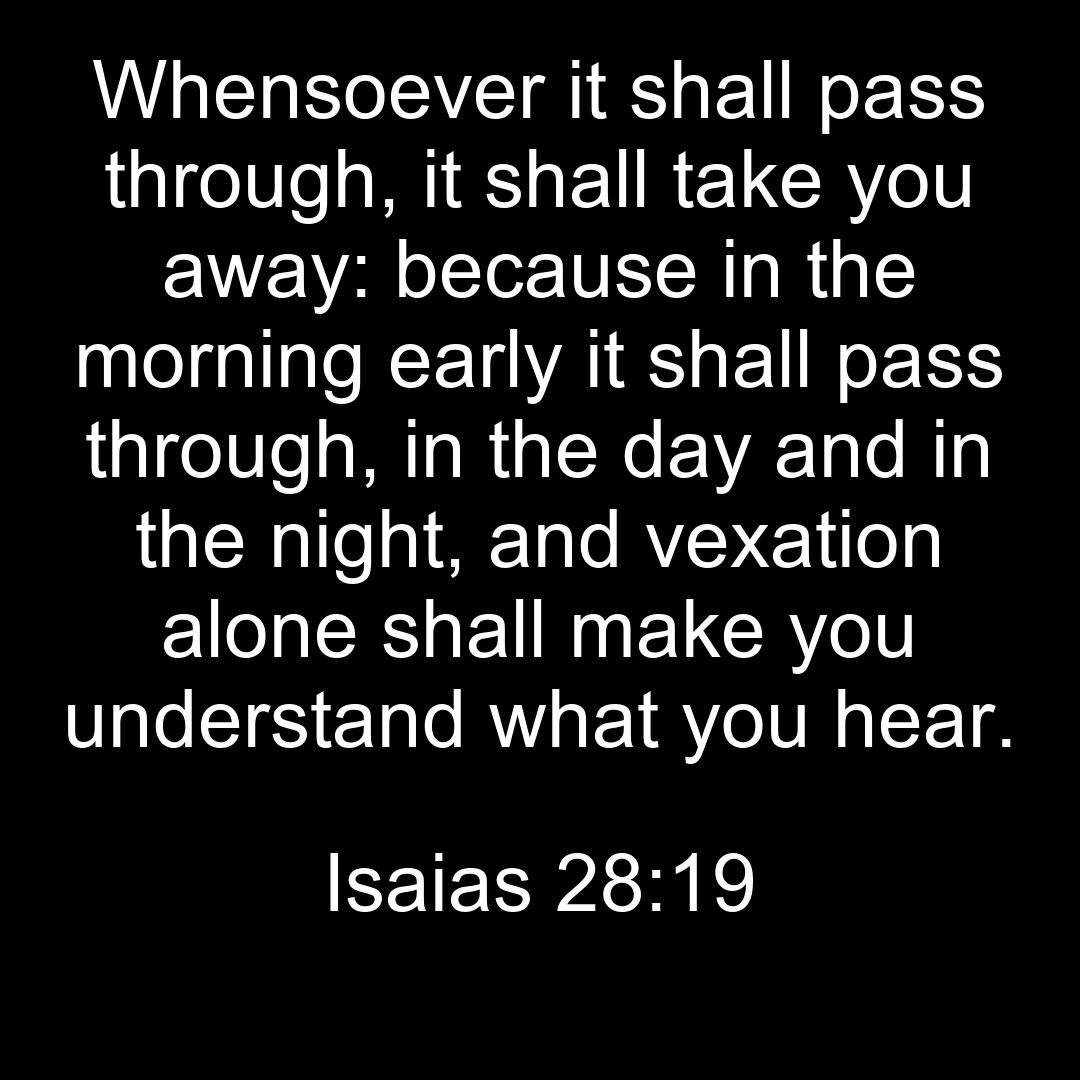 Whensoever it shall pass
through, it shall take you
away: because in the
morning early it shall pass
through, in the day and in
the night, and vexation
alone shall make you
understand what you hear.
Isaias 28:19